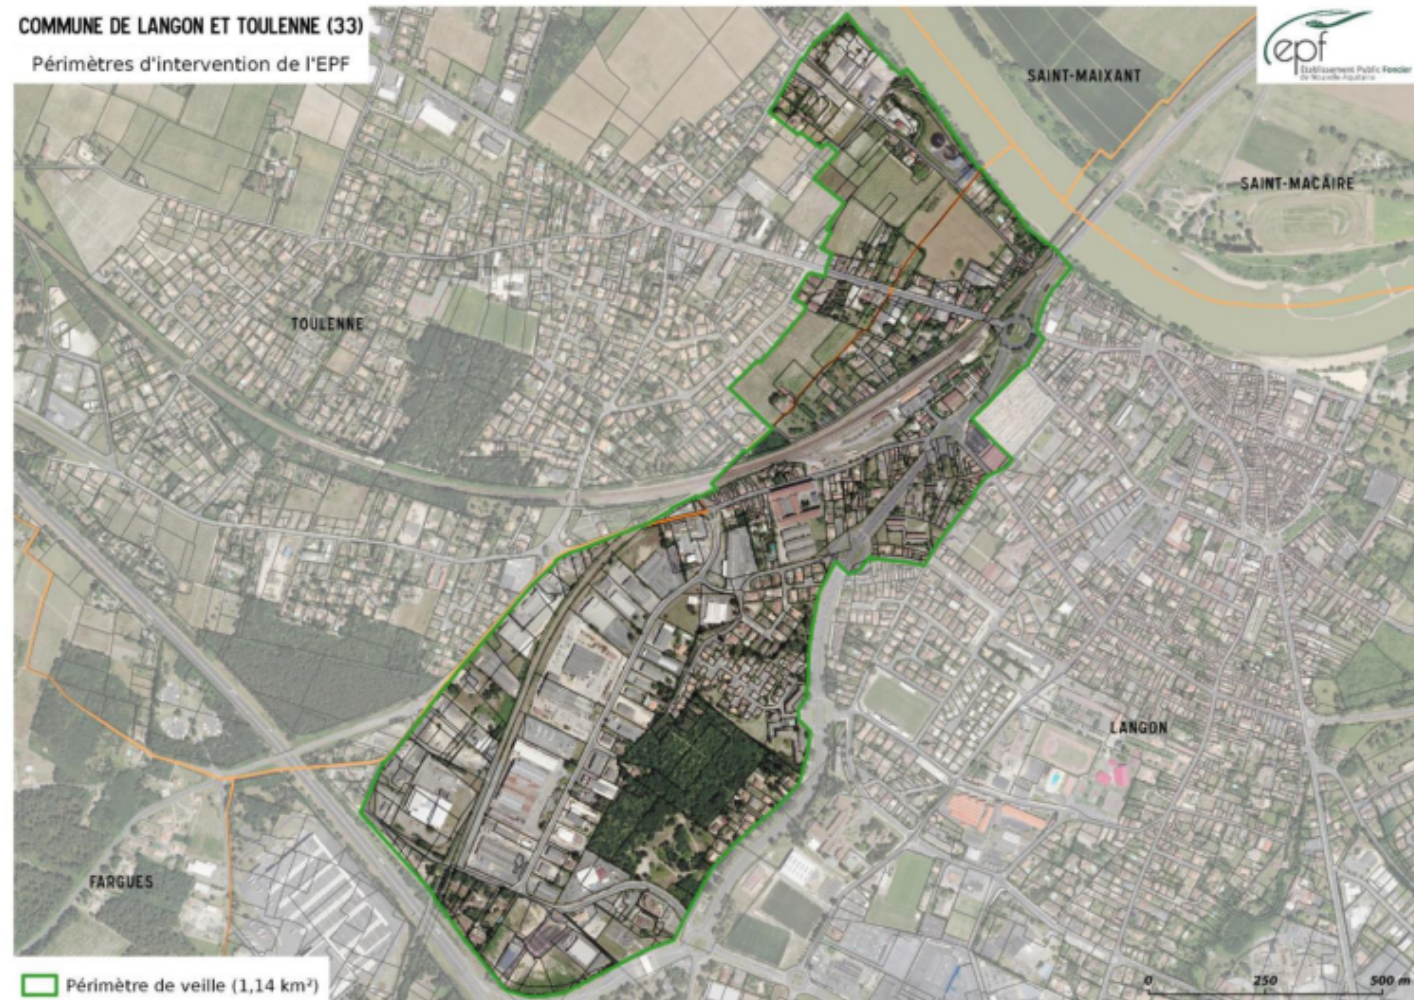 COMMUNE DE LANGON ET TOULENNE (33)
Périmètres d'intervention de l'EPF
epf
Établissement Public Foncier
de Nouvelle-Aquitaine
SAINT-MAIXANT
SAINT-MACAIRE
TOULENNE
LANGON
FARGUES
Périmètre de veille (1,14 km²)
0 250 500 m